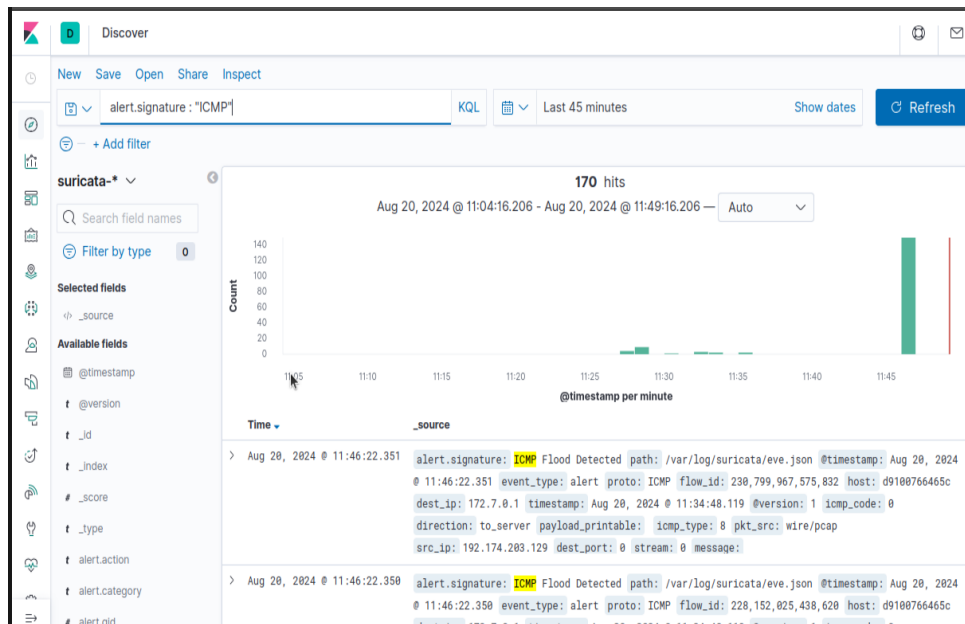 D Discover
New Save Open Share Inspect
alert.signature : "ICMP" KQL Last 45 minutes Show dates Refresh
+ Add filter
suricata-*
Search field names
Filter by type 0
Selected fields
</> _source
Available fields
@timestamp
t @version
t _id
t _index
# _score
t _type
t alert.action
t alert.category
# alert.gid
170 hits
Aug 20, 2024 @ 11:04:16.206 - Aug 20, 2024 @ 11:49:16.206 — Auto
Count
140
120
100
80
60
40
20
0
11:05 11:10 11:15 11:20 11:25 11:30 11:35 11:40 11:45
@timestamp per minute
Time _source
Aug 20, 2024 @ 11:46:22.351 alert.signature: ICMP Flood Detected path: /var/log/suricata/eve.json @timestamp: Aug 20, 2024
@ 11:46:22.351 event_type: alert proto: ICMP flow_id: 230,799,967,575,832 host: d9100766465c
dest_ip: 172.7.0.1 timestamp: Aug 20, 2024 @ 11:34:48.119 @version: 1 icmp_code: 0
direction: to_server payload_printable: icmp_type: 8 pkt_src: wire/pcap
src_ip: 192.174.203.129 dest_port: 0 stream: 0 message:
Aug 20, 2024 @ 11:46:22.350 alert.signature: ICMP Flood Detected path: /var/log/suricata/eve.json @timestamp: Aug 20, 2024
@ 11:46:22.350 event_type: alert proto: ICMP flow_id: 228,152,025,438,620 host: d9100766465c